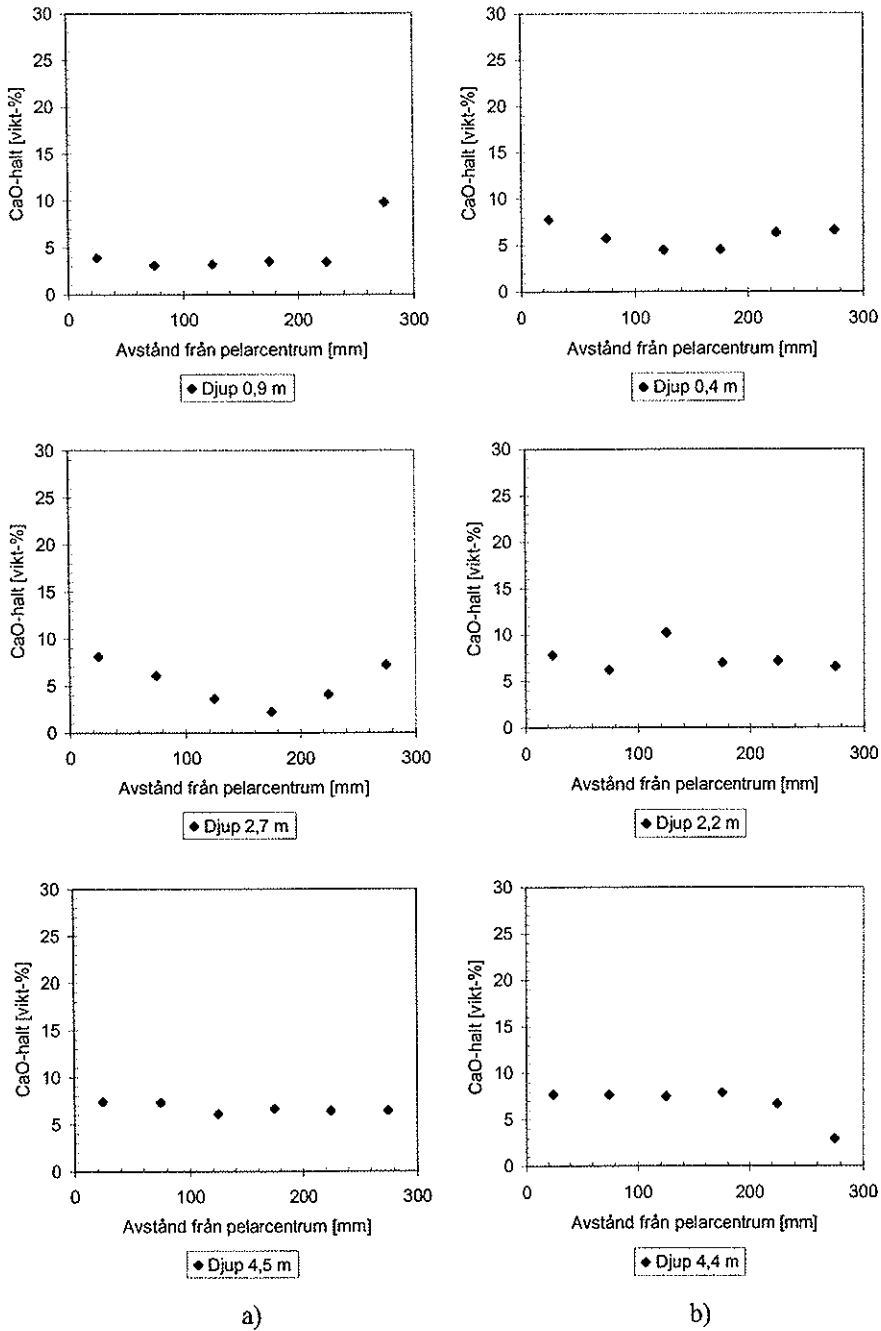 30
25
20
15
10
5
0
CaO-halt [vikt-%]
0 100 200 300
Avstånd från pelarcentrum [mm]
◆ Djup 0,9 m
30
25
20
15
10
5
0
CaO-halt [vikt-%]
0 100 200 300
Avstånd från pelarcentrum [mm]
◆ Djup 0,4 m
30
25
20
15
10
5
0
CaO-halt [vikt-%]
0 100 200 300
Avstånd från pelarcentrum [mm]
◆ Djup 2,7 m
30
25
20
15
10
5
0
CaO-halt [vikt-%]
0 100 200 300
Avstånd från pelarcentrum [mm]
◆ Djup 2,2 m
30
25
20
15
10
5
0
CaO-halt [vikt-%]
0 100 200 300
Avstånd från pelarcentrum [mm]
◆ Djup 4,5 m
30
25
20
15
10
5
0
CaO-halt [vikt-%]
0 100 200 300
Avstånd från pelarcentrum [mm]
◆ Djup 4,4 m
a)
b)